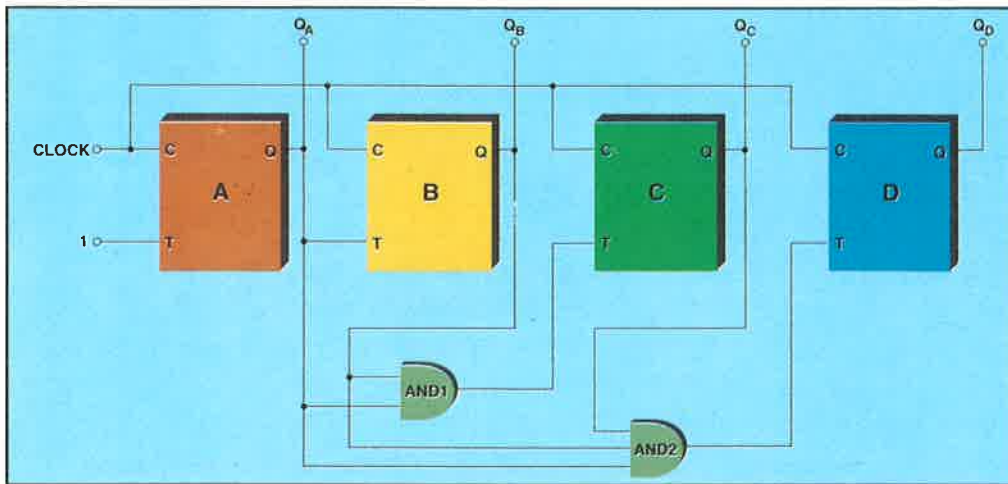 QA QB QC QD
CLOCK C Q C Q C Q C Q
A B C D
1 T T T T
AND1
AND2